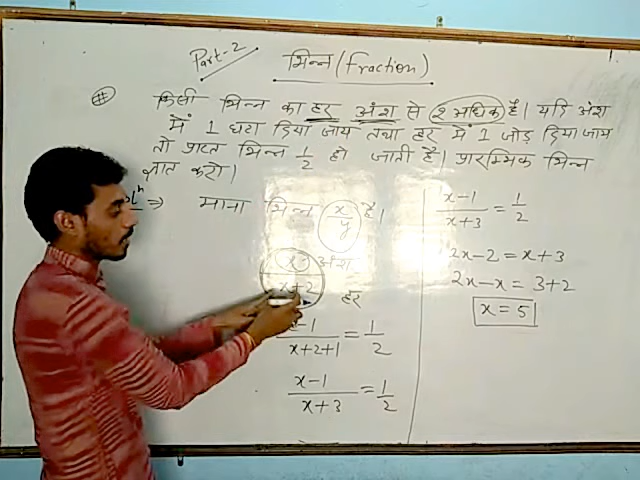 Part-2
भिन्न (fraction)
# किसी भिन्न का हर अंश से 2 अधिक है। यदि अंश
में 1 घटा दिया जाय तथा हर में 1 जोड़ दिया जाय
तो प्राप्त भिन्न 1/2 हो जाती है। प्रारम्भिक भिन्न
ज्ञात करो।
⇒ माना भिन्न x/y है।
x → अंश
x+2 हर
x-1/x+2+1 = 1/2
x-1/x+3 = 1/2
x-1/x+3 = 1/2
2x-2 = x+3
2x-x = 3+2
x = 5